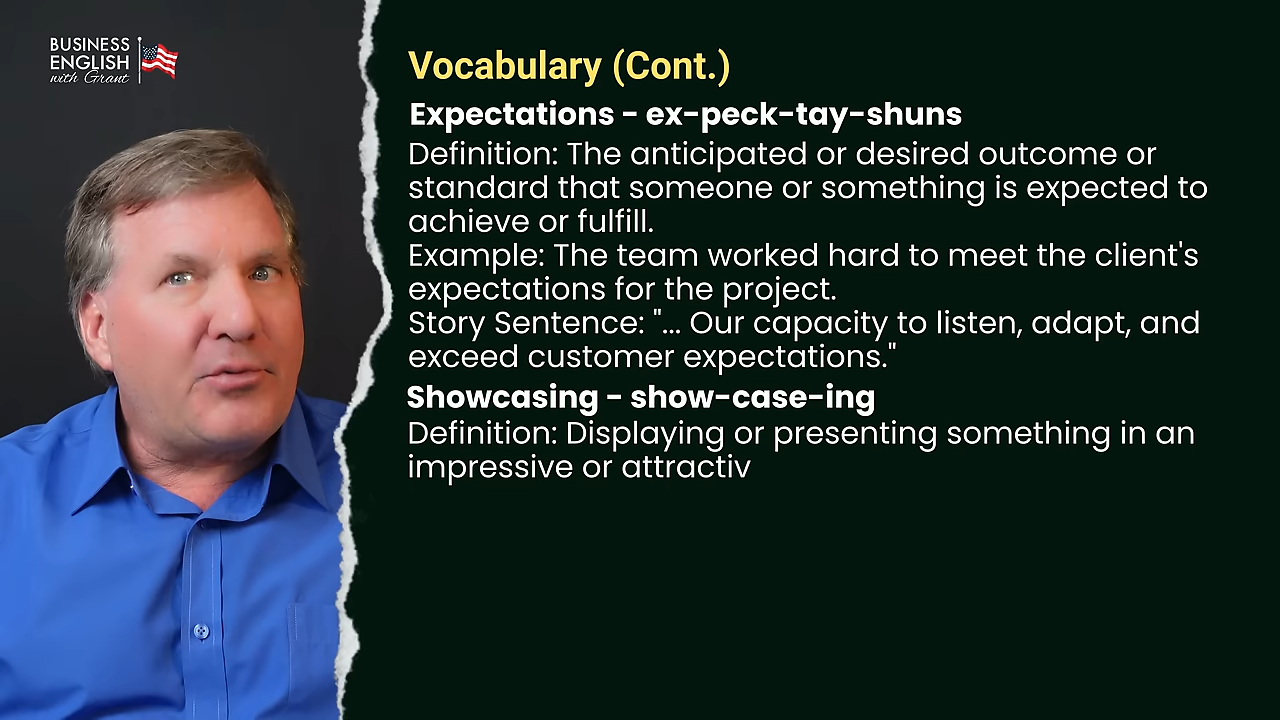 BUSINESS
ENGLISH
with Grant
Vocabulary (Cont.)
Expectations - ex-peck-tay-shuns
Definition: The anticipated or desired outcome or
standard that someone or something is expected to
achieve or fulfill.
Example: The team worked hard to meet the client's
expectations for the project.
Story Sentence: "... Our capacity to listen, adapt, and
exceed customer expectations."
Showcasing - show-case-ing
Definition: Displaying or presenting something in an
impressive or attractiv